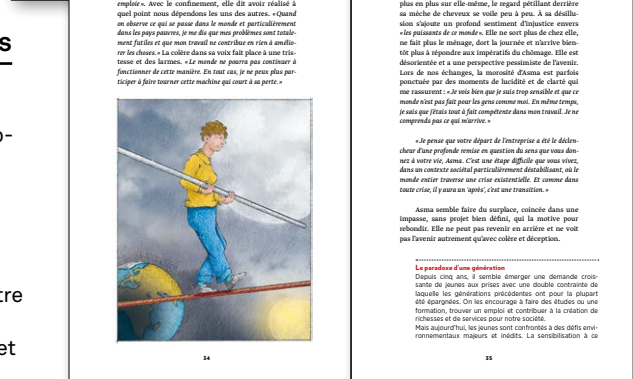 s
o-
tre
et
emploie». Avec le confinement, elle dit avoir réalisé à
quel point nous dépendons les uns des autres. «Quand
on observe ce qui se passe dans le monde et particulièrement
dans les pays pauvres, je me dis que mes problèmes sont totale-
ment futiles et que mon travail ne contribue en rien à amélio-
rer les choses.» La colère dans sa voix fait place à une tris-
tesse et des larmes. «Le monde ne pourra pas continuer à
fonctionner de cette manière. En tout cas, je ne peux plus par-
ticiper à faire tourner cette machine qui court à sa perte.»
34
plus en plus sur elle-même, le regard pétillant derrière
sa mèche de cheveux se voile peu à peu. À sa désillu-
sion s'ajoute un profond sentiment d'injustice envers
«les puissants de ce monde». Elle ne sort plus de chez elle,
ne fait plus le ménage, dort la journée et n'arrive bien-
tôt plus à répondre aux impératifs du chômage. Elle est
désorientée et a une perspective pessimiste de l'avenir.
Lors de nos échanges, la morosité d'Asma est parfois
ponctuée par des moments de lucidité et de clarté qui
me rassurent: «Je vois bien que je suis trop sensible et que ce
monde n'est pas fait pour les gens comme moi. En même temps,
je sais que j'étais tout à fait compétente dans mon travail. Je ne
comprends pas ce qui m'arrive.»
«Je pense que votre départ de l'entreprise a été le déclen-
cheur d'une profonde remise en question du sens que vous don-
nez à votre vie, Asma. C'est une étape difficile que vous vivez,
dans un contexte sociétal particulièrement déstabilisant, où le
monde entier traverse une crise existentielle. Et comme dans
toute crise, il y aura un 'après', c'est une transition.»
Asma semble faire du surplace, coincée dans une
impasse, sans projet bien défini, qui la motive pour
rebondir. Elle ne peut pas revenir en arrière et ne voit
pas l'avenir autrement qu'avec colère et déception.
Le paradoxe d'une génération
Depuis cinq ans, il semble émerger une demande crois-
sante de jeunes aux prises avec une double contrainte de
laquelle les générations précédentes ont pour la plupart
été épargnées. On les encourage à faire des études ou une
formation, trouver un emploi et contribuer à la création de
richesses et de services pour notre société.
Mais aujourd'hui, les jeunes sont confrontés à des défis envi-
ronnementaux majeurs et inédits. La sensibilisation à ce
35